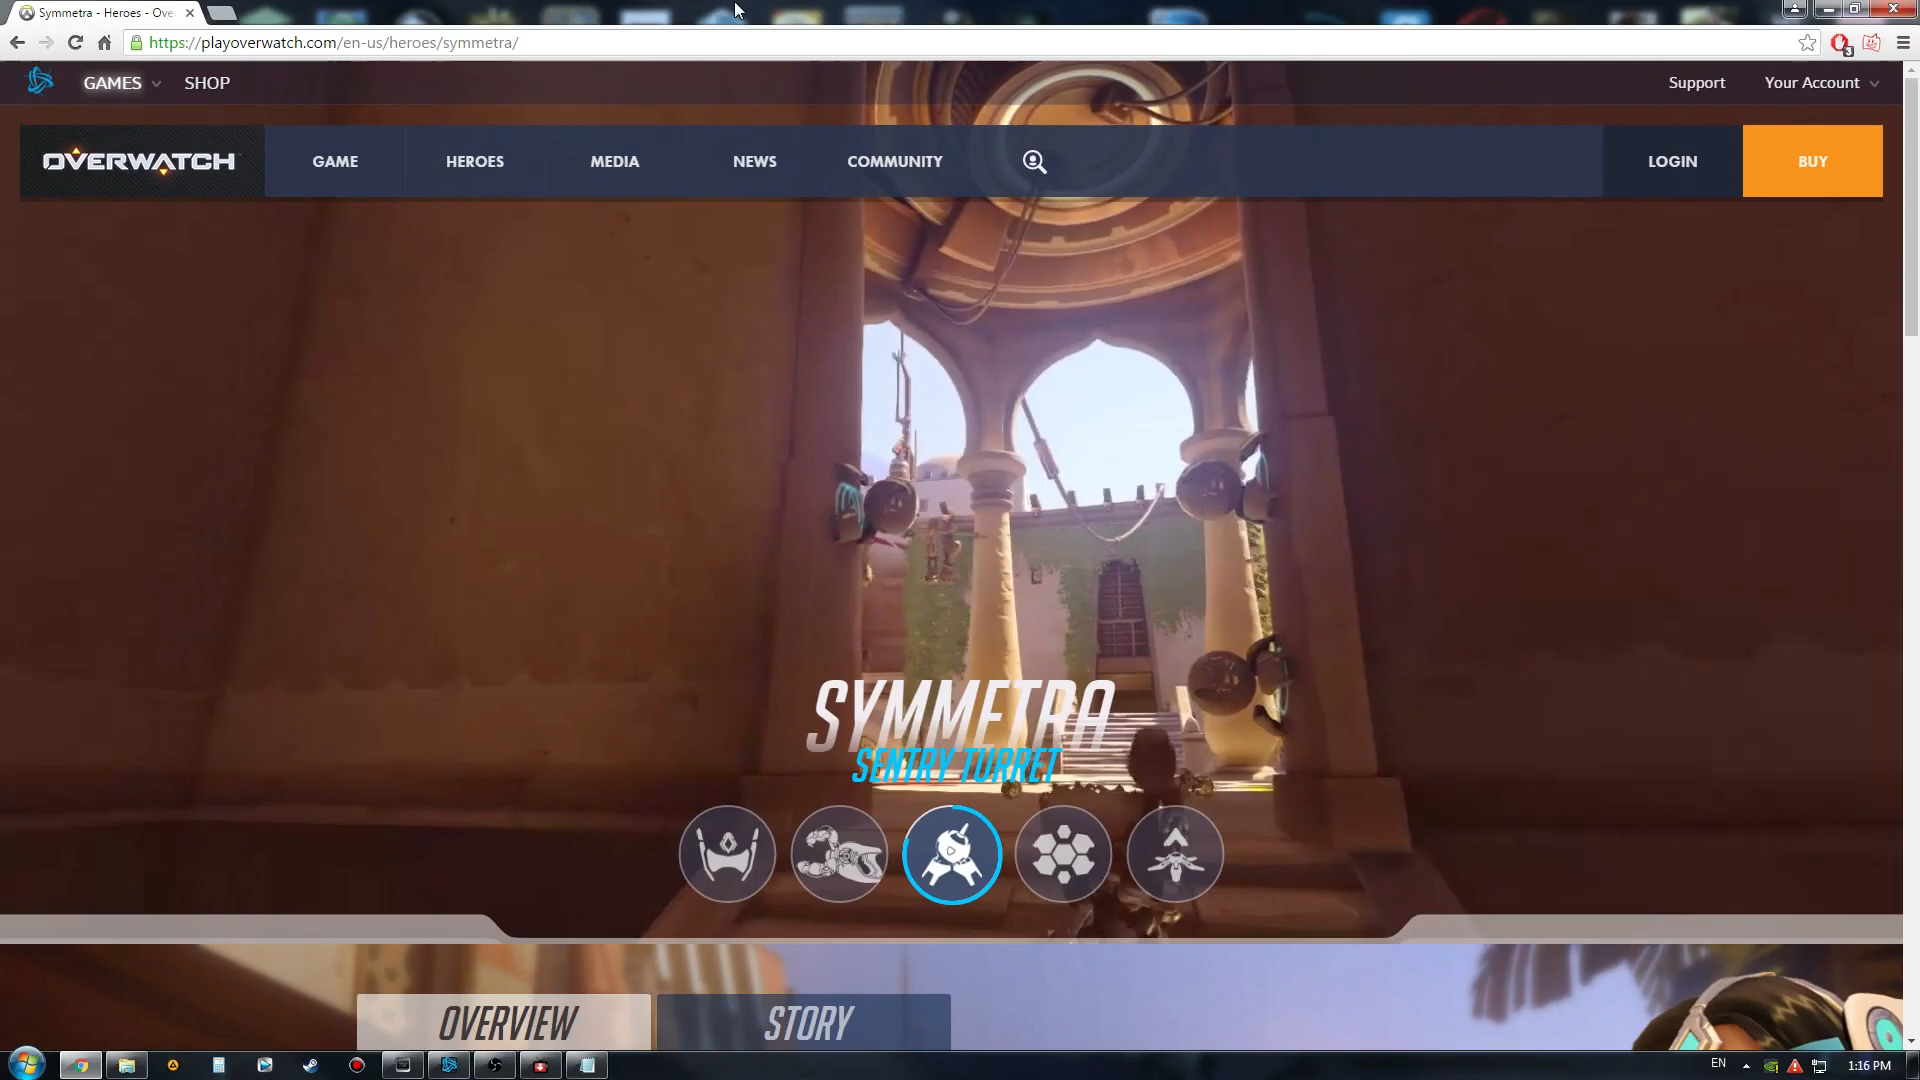 Symmetra - Heroes - Ove
https://playoverwatch.com/en-us/heroes/symmetra/
3
GAMES SHOP Support Your Account
OVERWATCH GAME HEROES MEDIA NEWS COMMUNITY LOGIN BUY
SYMMETRA
SENTRY TURRET
OVERVIEW STORY
EN 1:16 PM